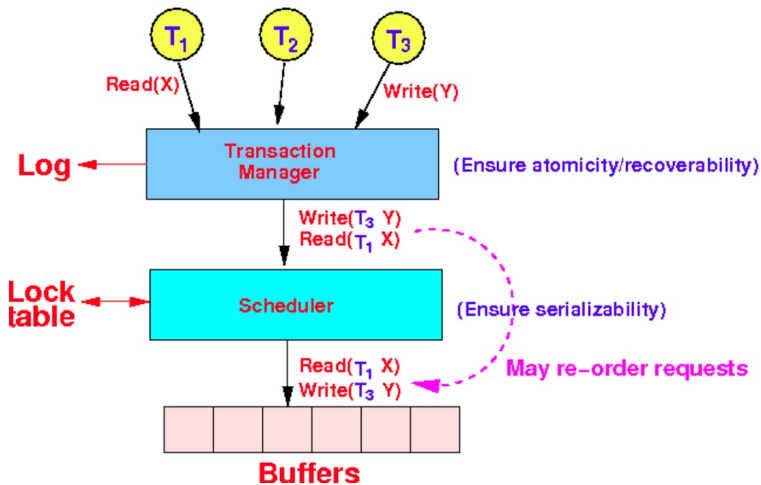 T1
T2
T3
Read(X)
Write(Y)
Transaction
Manager
Log
(Ensure atomicity/recoverability)
Write(T3 Y)
Read(T1 X)
Lock
table
Scheduler
(Ensure serializability)
Read(T1 X)
Write(T3 Y)
May re-order requests
Buffers